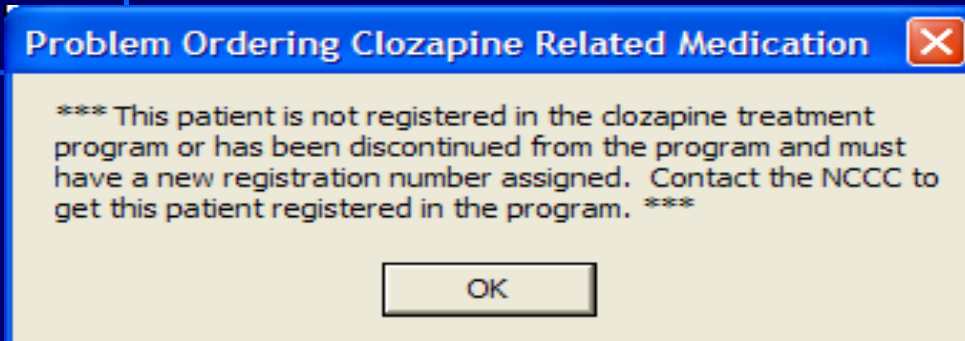 Problem Ordering Clozapine Related Medication
*** This patient is not registered in the clozapine treatment
program or has been discontinued from the program and must
have a new registration number assigned.  Contact the NCCC to
get this patient registered in the program. ***
OK